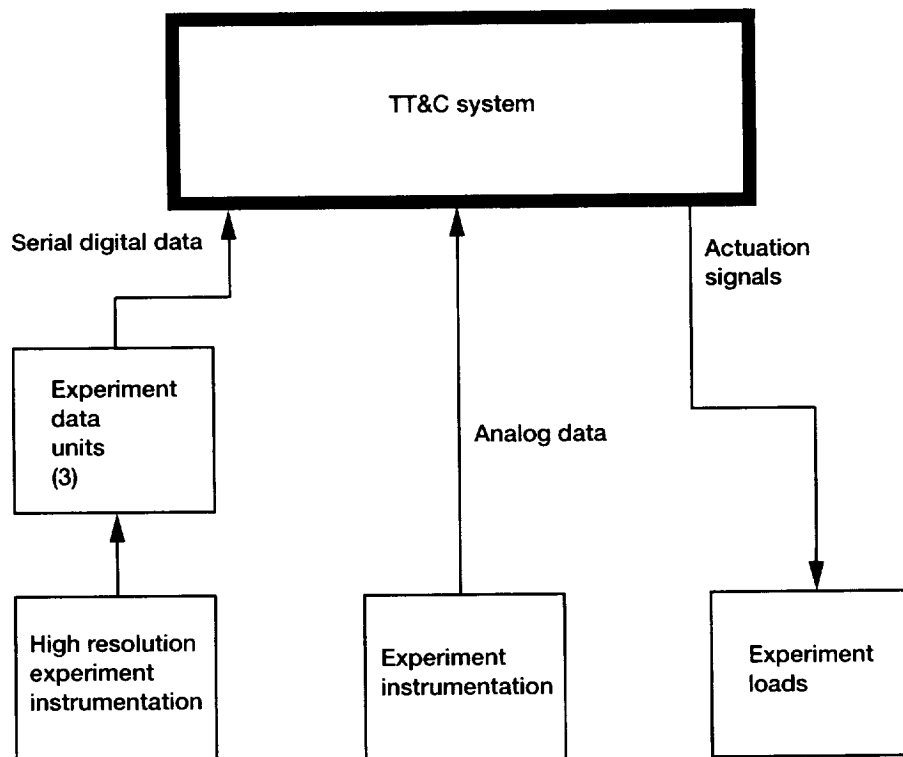 TT&C system
Serial digital data
Actuation
signals
Experiment
data
units
(3)
Analog data
High resolution
experiment
instrumentation
Experiment
instrumentation
Experiment
loads